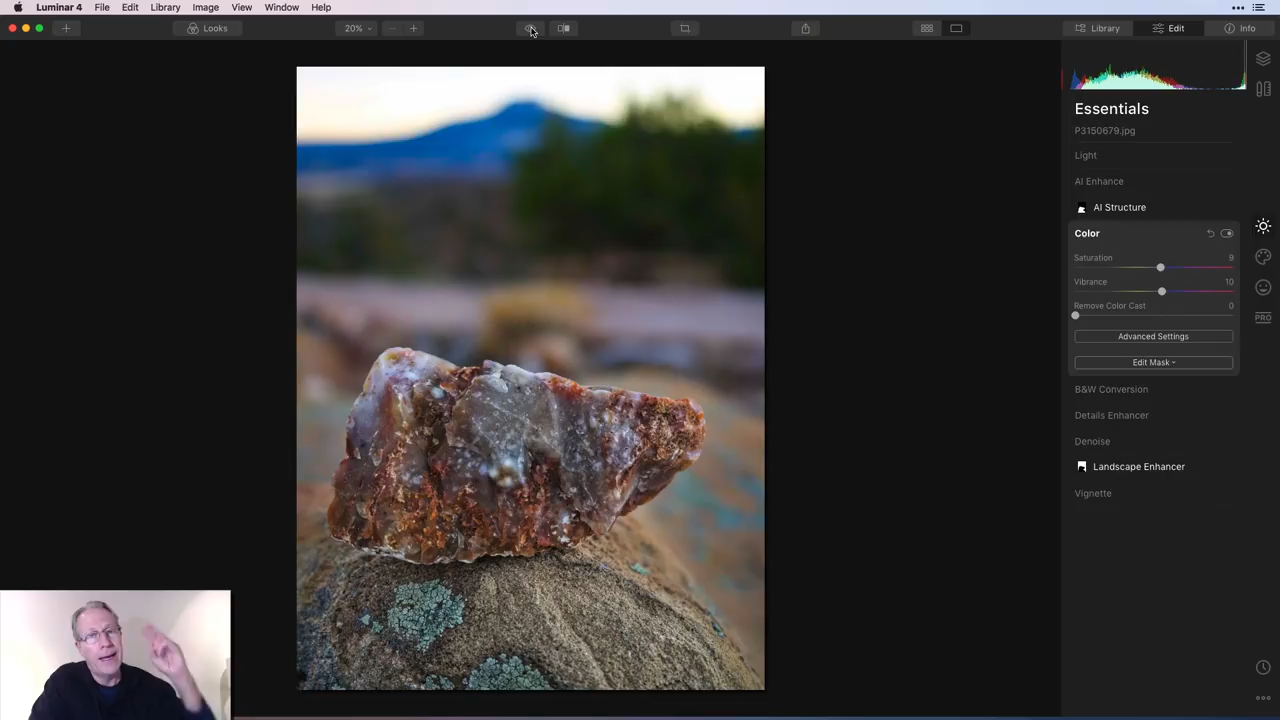 Luminar 4 File Edit Library Image View Window Help
Looks 20% Library Edit Info
Essentials
P3150679.jpg
Light
AI Enhance
AI Structure
Color
Saturation 9
Vibrance 10
Remove Color Cast 0
Advanced Settings
Edit Mask
B&W Conversion
Details Enhancer
Denoise
Landscape Enhancer
Vignette
PRO